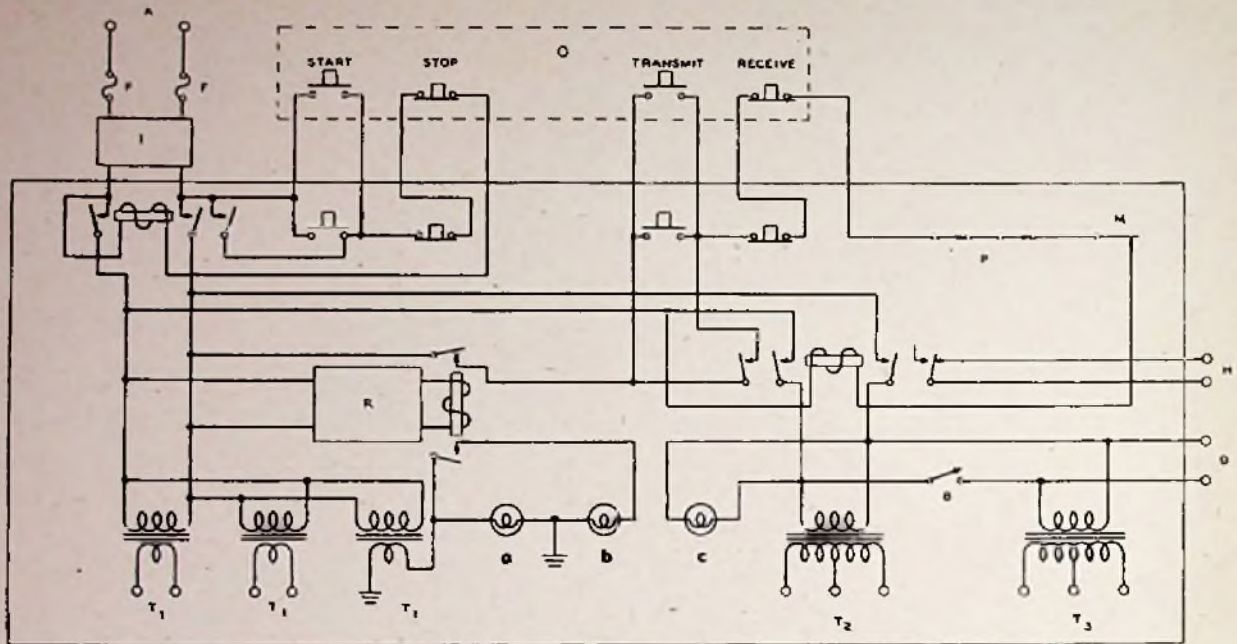 A
O
START STOP TRANSMIT RECEIVE
F F
I
M
P
H
R
G
a b c
T1 T1 T1 T2 T3